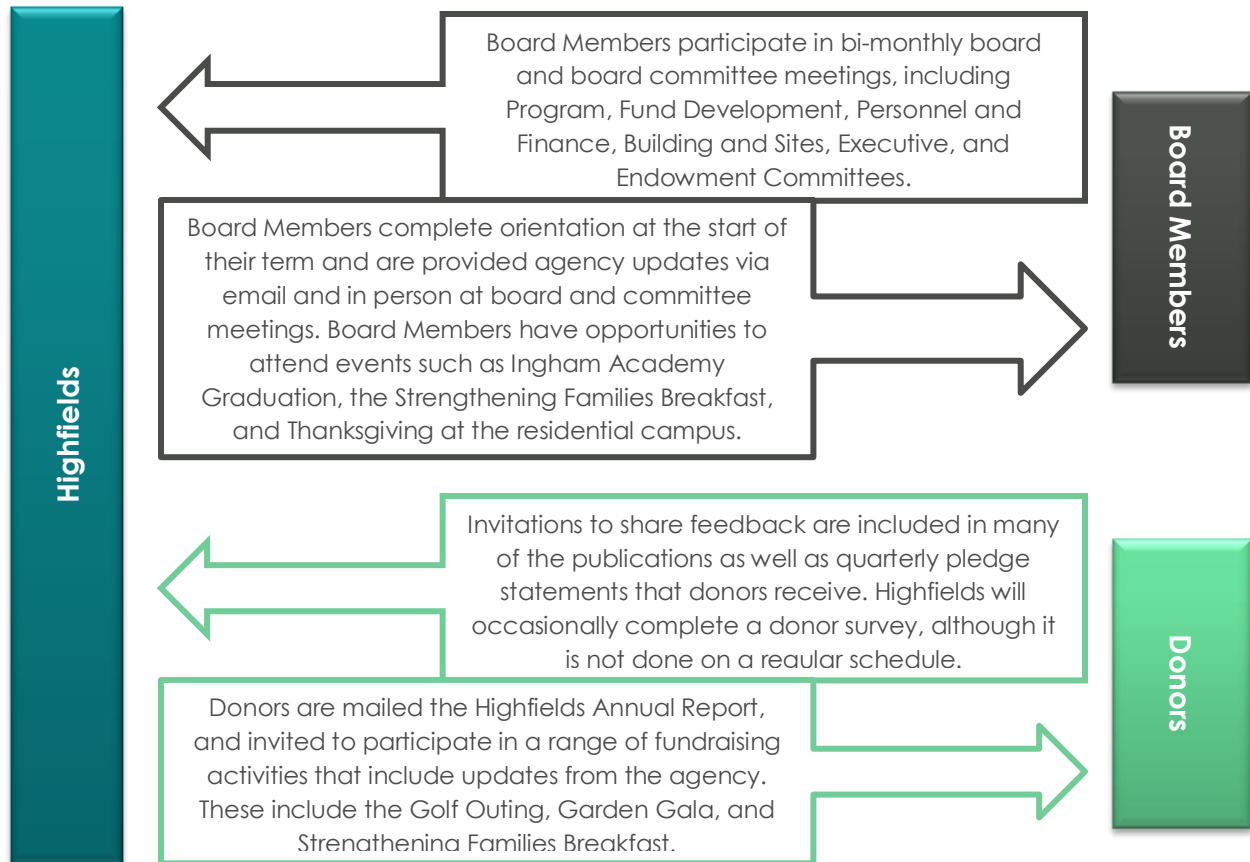 Highfields
Board Members participate in bi-monthly board
and board committee meetings, including
Program, Fund Development, Personnel and
Finance, Building and Sites, Executive, and
Endowment Committees.
Board Members complete orientation at the start of
their term and are provided agency updates via
email and in person at board and committee
meetings. Board Members have opportunities to
attend events such as Ingham Academy
Graduation, the Strengthening Families Breakfast,
and Thanksgiving at the residential campus.
Board Members
Invitations to share feedback are included in many
of the publications as well as quarterly pledge
statements that donors receive. Highfields will
occasionally complete a donor survey, although it
is not done on a regular schedule.
Donors are mailed the Highfields Annual Report,
and invited to participate in a range of fundraising
activities that include updates from the agency.
These include the Golf Outing, Garden Gala, and
Strengthening Families Breakfast.
Donors